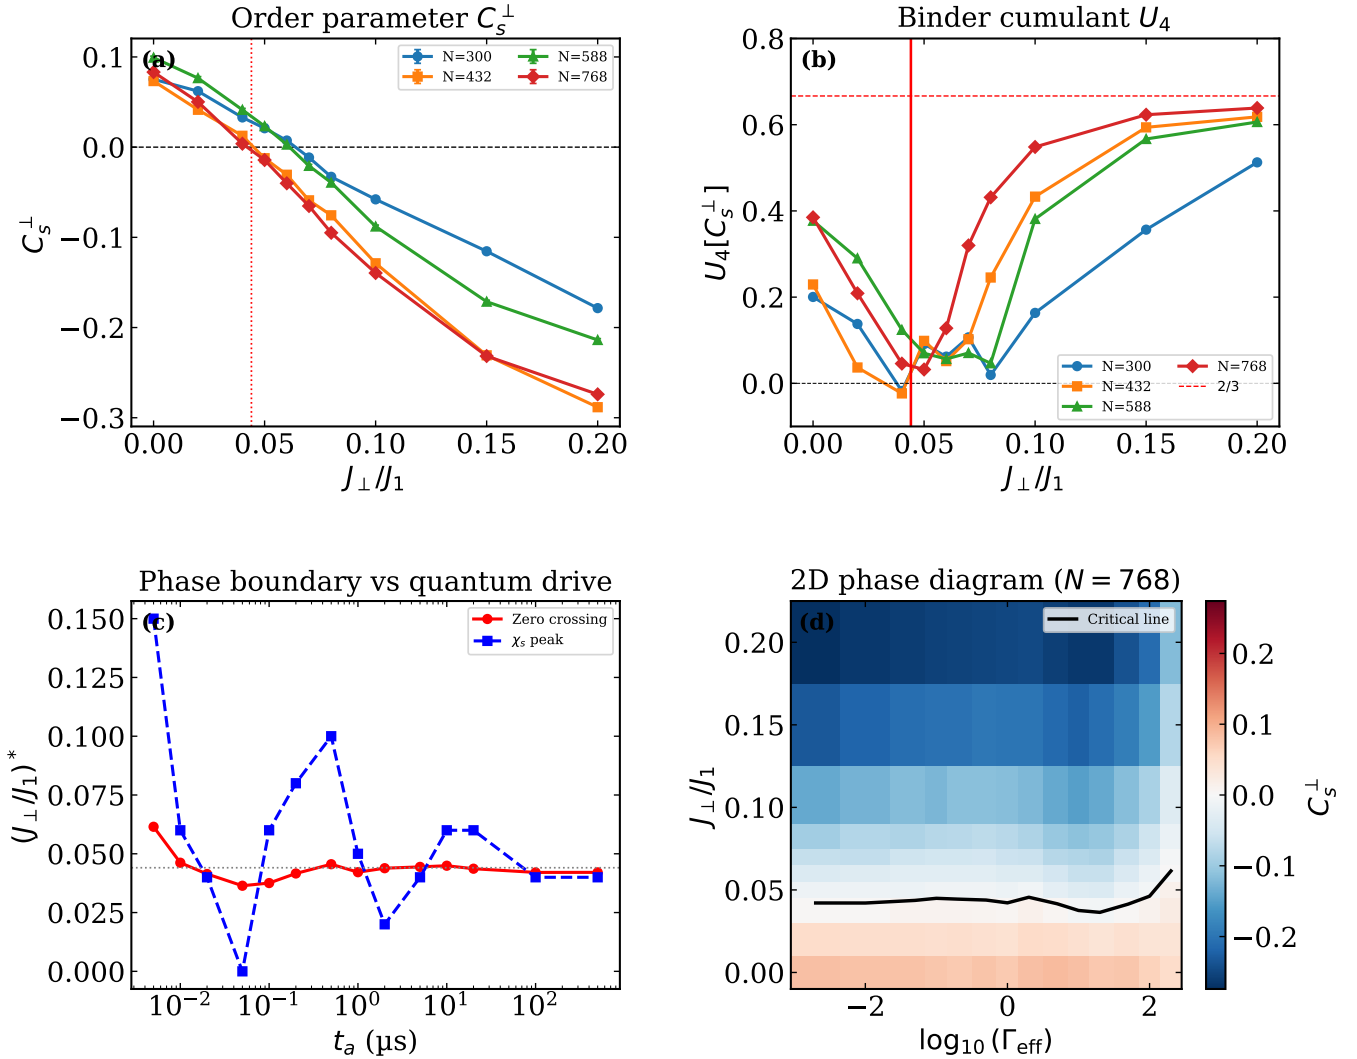 Order parameter C_s^⊥
(a)
N=300
N=432
N=588
N=768
0.1
0.0
−0.1
−0.2
−0.3
C_s^⊥
0.00 0.05 0.10 0.15 0.20
J_⊥/J_1
Binder cumulant U_4
(b)
0.8
0.6
0.4
0.2
0.0
U_4[C_s^⊥]
N=300
N=432
N=588
N=768
2/3
0.00 0.05 0.10 0.15 0.20
J_⊥/J_1
Phase boundary vs quantum drive
(c)
Zero crossing
χ_s peak
0.150
0.125
0.100
0.075
0.050
0.025
0.000
(J_⊥/J_1)^*
10^−2 10^−1 10^0 10^1 10^2
t_a (μs)
2D phase diagram (N = 768)
(d)
Critical line
0.20
0.15
0.10
0.05
0.00
J_⊥/J_1
−2 0 2
log_10 (Γ_eff)
0.2
0.1
0.0
−0.1
−0.2
C_s^⊥